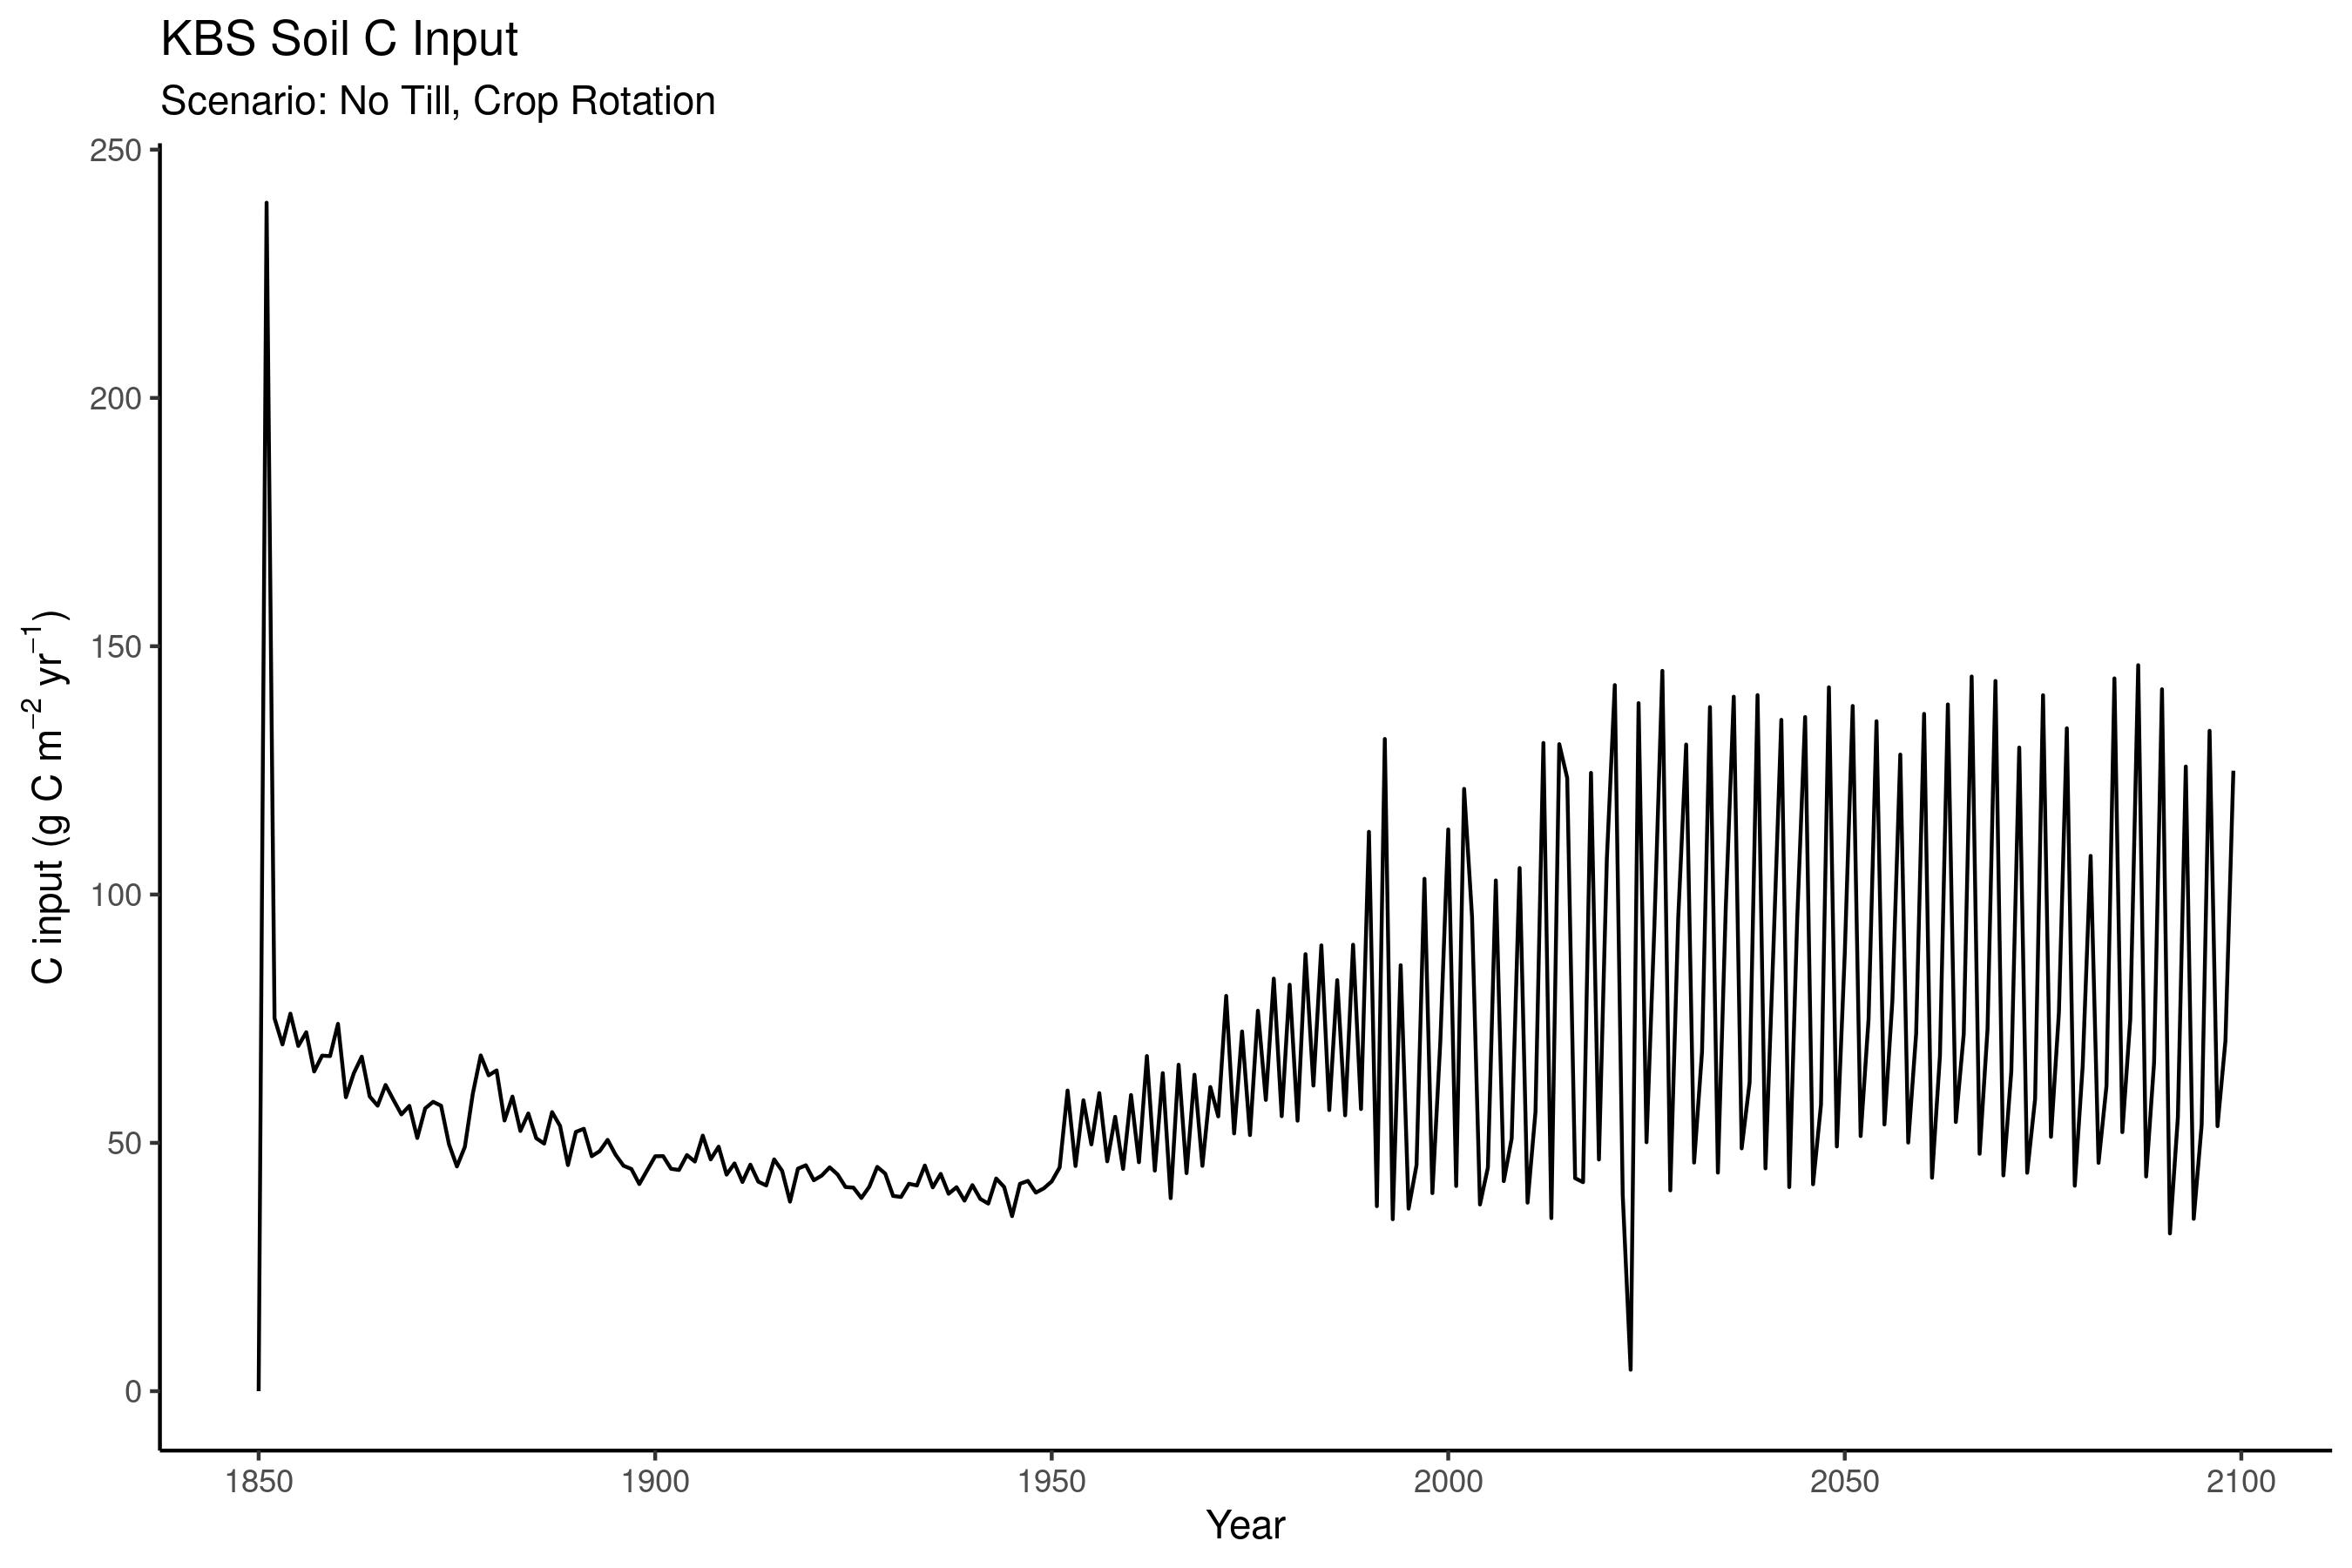 KBS Soil C Input
Scenario: No Till, Crop Rotation
250
200
150
100
50
0
C input (g C m⁻² yr⁻¹)
1850 1900 1950 2000 2050 2100
Year